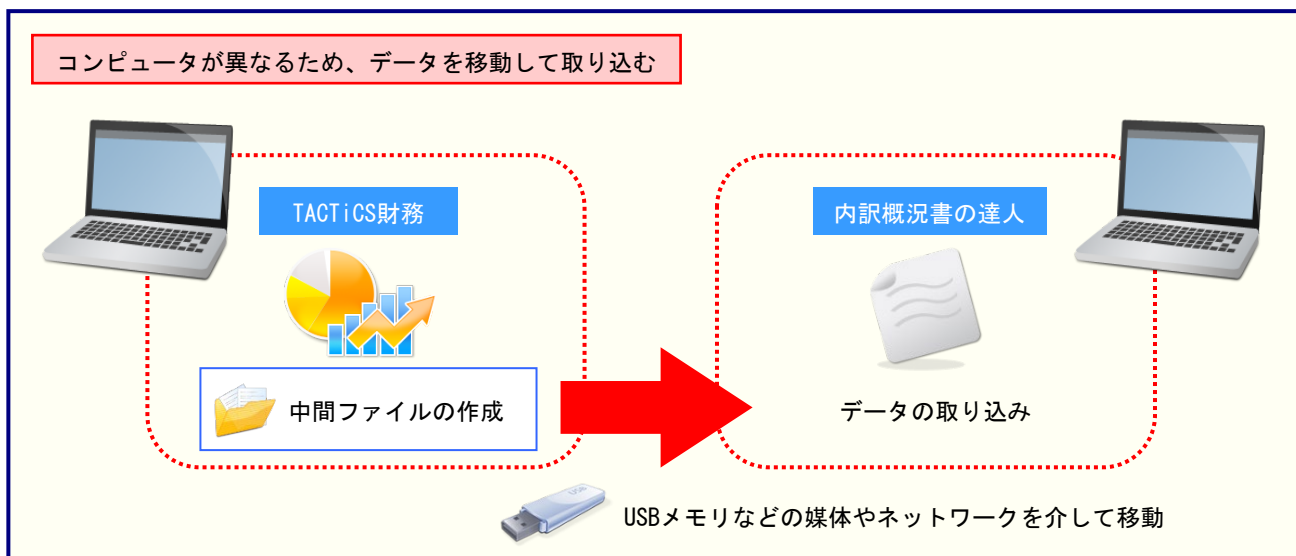 コンピュータが異なるため、データを移動して取り込む
TACTiCS財務
内訳概況書の達人
中間ファイルの作成
データの取り込み
USB
USBメモリなどの媒体やネットワークを介して移動